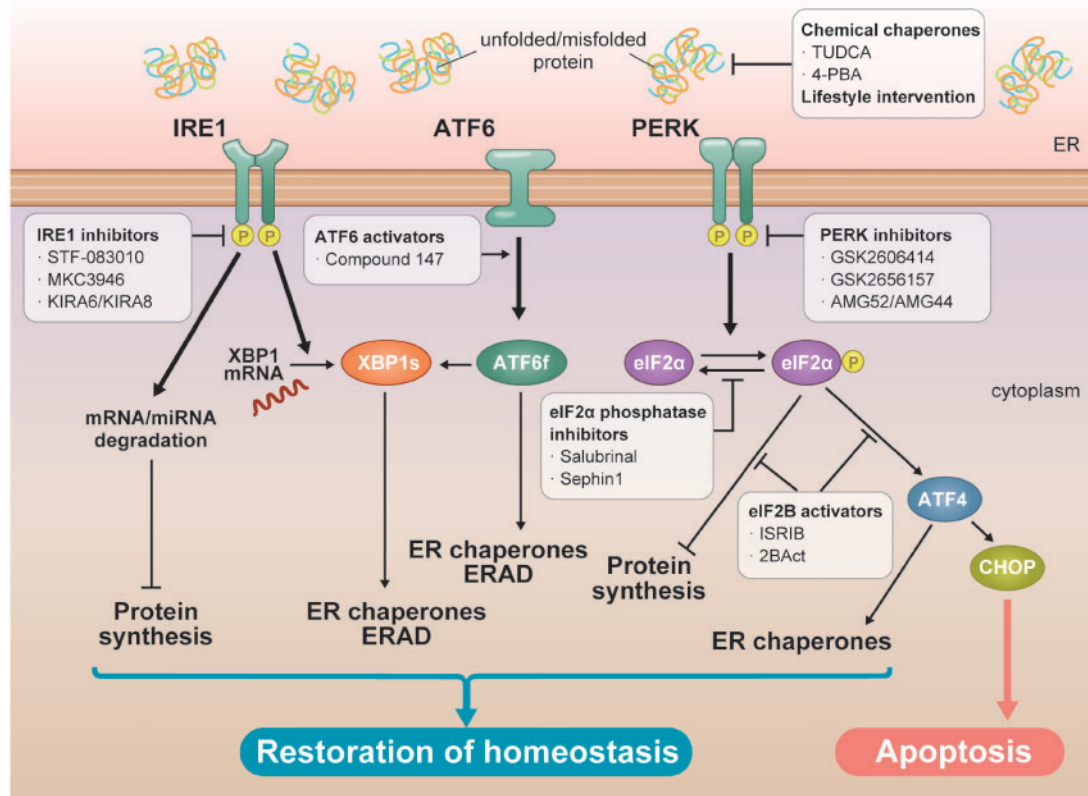 Chemical chaperones
· TUDCA
· 4-PBA
Lifestyle intervention
unfolded/misfolded
protein
IRE1
ATF6
PERK
ER
IRE1 inhibitors
· STF-083010
· MKC3946
· KIRA6/KIRA8
P P
ATF6 activators
· Compound 147
P P
PERK inhibitors
· GSK2606414
· GSK2656157
· AMG52/AMG44
XBP1
mRNA
XBP1s
ATF6f
eIF2α
eIF2α
P
cytoplasm
mRNA/miRNA
degradation
eIF2α phosphatase
inhibitors
· Salubrinal
· Sephin1
eIF2B activators
· ISRIB
· 2BAct
ATF4
CHOP
ER chaperones
ERAD
Protein
synthesis
Protein
synthesis
ER chaperones
ERAD
ER chaperones
Restoration of homeostasis
Apoptosis